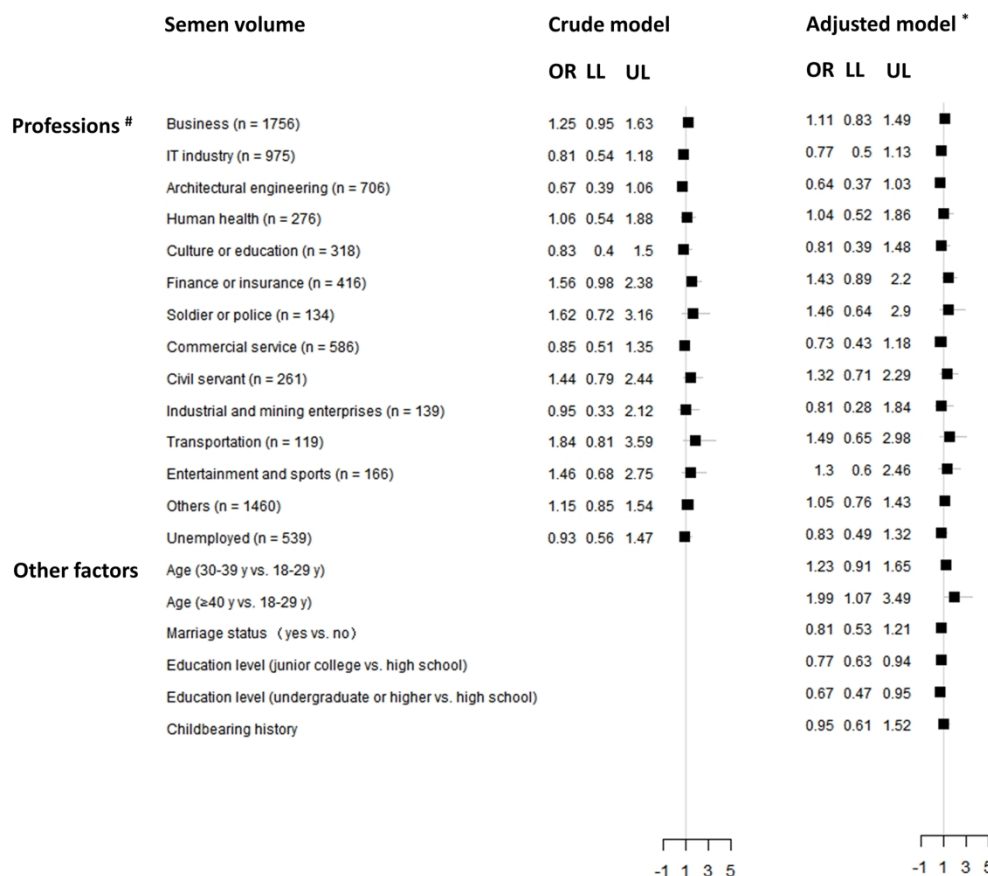 Semen volume Crude model Adjusted model *
OR LL UL OR LL UL
Professions # Business (n = 1756) 1.25 0.95 1.63 1.11 0.83 1.49
IT industry (n = 975) 0.81 0.54 1.18 0.77 0.5 1.13
Architectural engineering (n = 706) 0.67 0.39 1.06 0.64 0.37 1.03
Human health (n = 276) 1.06 0.54 1.88 1.04 0.52 1.86
Culture or education (n = 318) 0.83 0.4 1.5 0.81 0.39 1.48
Finance or insurance (n = 416) 1.56 0.98 2.38 1.43 0.89 2.2
Soldier or police (n = 134) 1.62 0.72 3.16 1.46 0.64 2.9
Commercial service (n = 586) 0.85 0.51 1.35 0.73 0.43 1.18
Civil servant (n = 261) 1.44 0.79 2.44 1.32 0.71 2.29
Industrial and mining enterprises (n = 139) 0.95 0.33 2.12 0.81 0.28 1.84
Transportation (n = 119) 1.84 0.81 3.59 1.49 0.65 2.98
Entertainment and sports (n = 166) 1.46 0.68 2.75 1.3 0.6 2.46
Others (n = 1460) 1.15 0.85 1.54 1.05 0.76 1.43
Unemployed (n = 539) 0.93 0.56 1.47 0.83 0.49 1.32
Other factors Age (30-39 y vs. 18-29 y) 1.23 0.91 1.65
Age (≥40 y vs. 18-29 y) 1.99 1.07 3.49
Marriage status （yes vs. no） 0.81 0.53 1.21
Education level (junior college vs. high school) 0.77 0.63 0.94
Education level (undergraduate or higher vs. high school) 0.67 0.47 0.95
Childbearing history 0.95 0.61 1.52
-1 1 3 5 -1 1 3 5